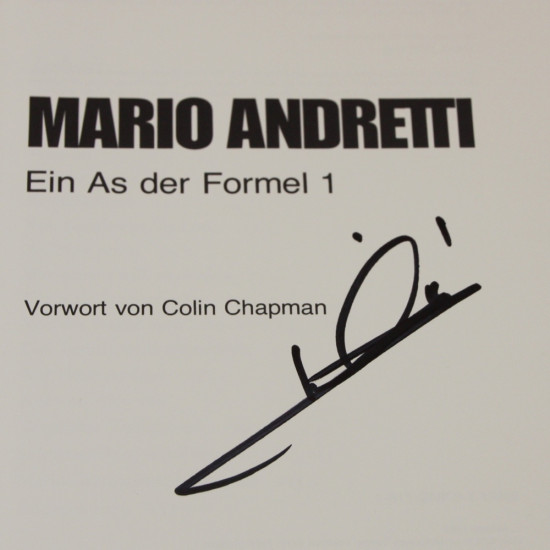 MARIO ANDRETTI
Ein As der Formel 1
Vorwort von Colin Chapman